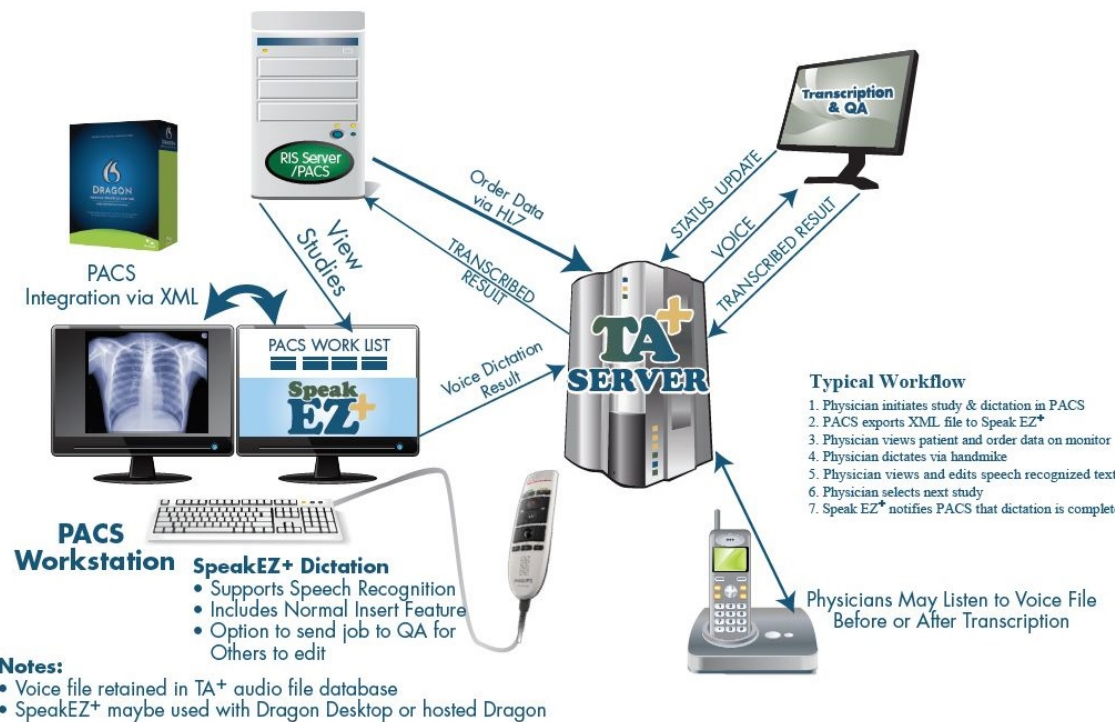 Transcription
& QA
RIS Server
/PACS
DRAGON
Order Data
via HL7
STATUS UPDATE
VOICE
TRANSCRIBED RESULT
View
Studies
TRANSCRIBED
RESULT
PACS
Integration via XML
PACS WORK LIST
Speak
EZ+
Voice Dictation
Result
TA+
SERVER
Typical Workflow
1. Physician initiates study & dictation in PACS
2. PACS exports XML file to Speak EZ+
3. Physician views patient and order data on monitor
4. Physician dictates via handmike
5. Physician views and edits speech recognized text
6. Physician selects next study
7. Speak EZ+ notifies PACS that dictation is complete
PACS
Workstation
SpeakEZ+ Dictation
• Supports Speech Recognition
• Includes Normal Insert Feature
• Option to send job to QA for
Others to edit
PHILIPS
Physicians May Listen to Voice File
Before or After Transcription
Notes:
• Voice file retained in TA+ audio file database
• SpeakEZ+ maybe used with Dragon Desktop or hosted Dragon